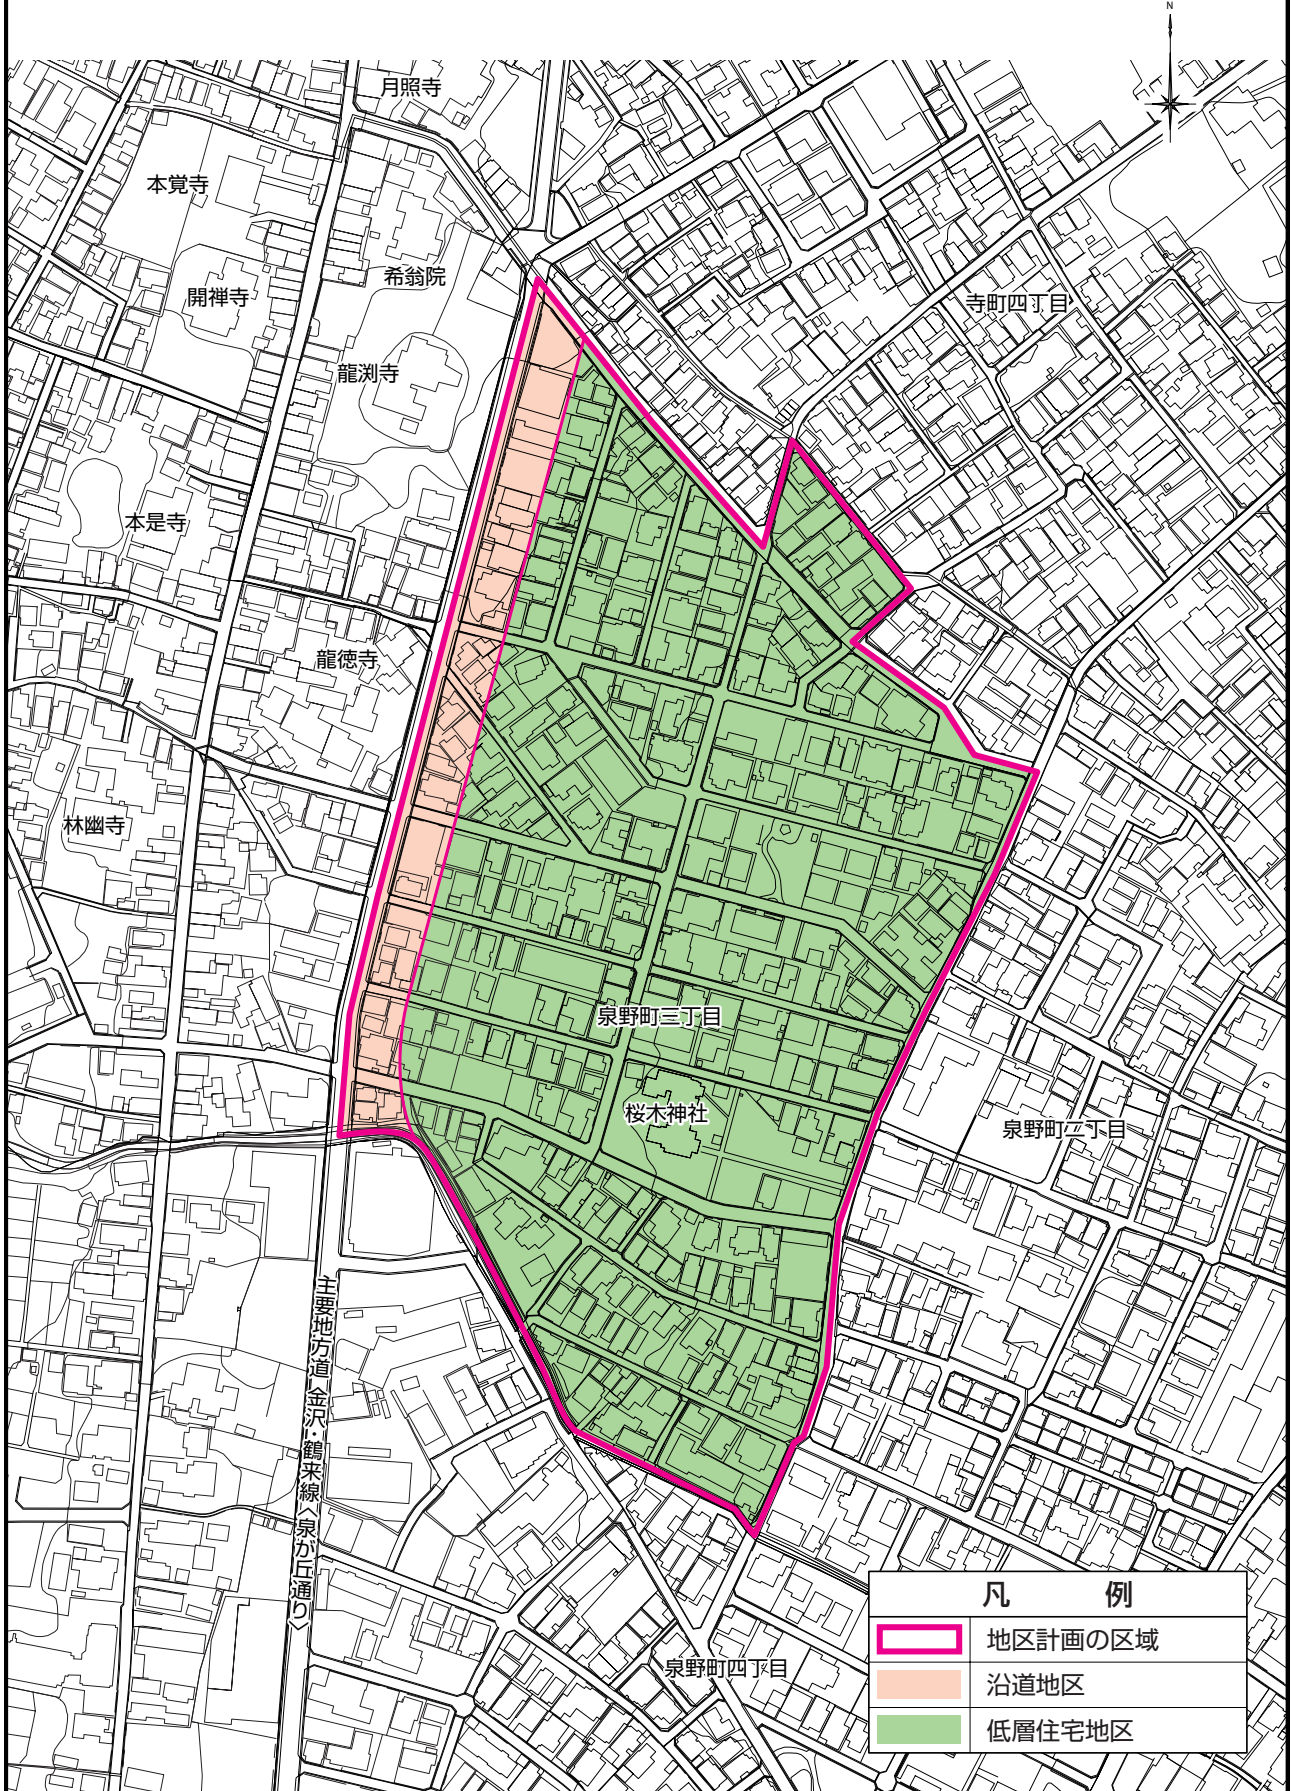 N
月照寺
本覚寺
希翁院
開禅寺
寺町四丁目
龍渕寺
本是寺
龍徳寺
林幽寺
泉野町三丁目
桜木神社
泉野町二丁目
主要地方道 金沢・鶴来線〈泉が丘通り〉
泉野町四丁目
凡　例
地区計画の区域
沿道地区
低層住宅地区